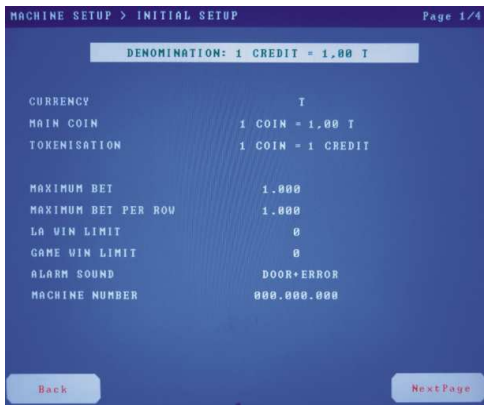 MACHINE SETUP > INITIAL SETUP Page 1/4
DENOMINATION: 1 CREDIT = 1,00 T
CURRENCY T
MAIN COIN 1 COIN = 1,00 T
TOKENISATION 1 COIN = 1 CREDIT
MAXIMUM BET 1.000
MAXIMUM BET PER ROW 1.000
LA WIN LIMIT 0
GAME WIN LIMIT 0
ALARM SOUND DOOR+ERROR
MACHINE NUMBER 000.000.000
Back NextPage